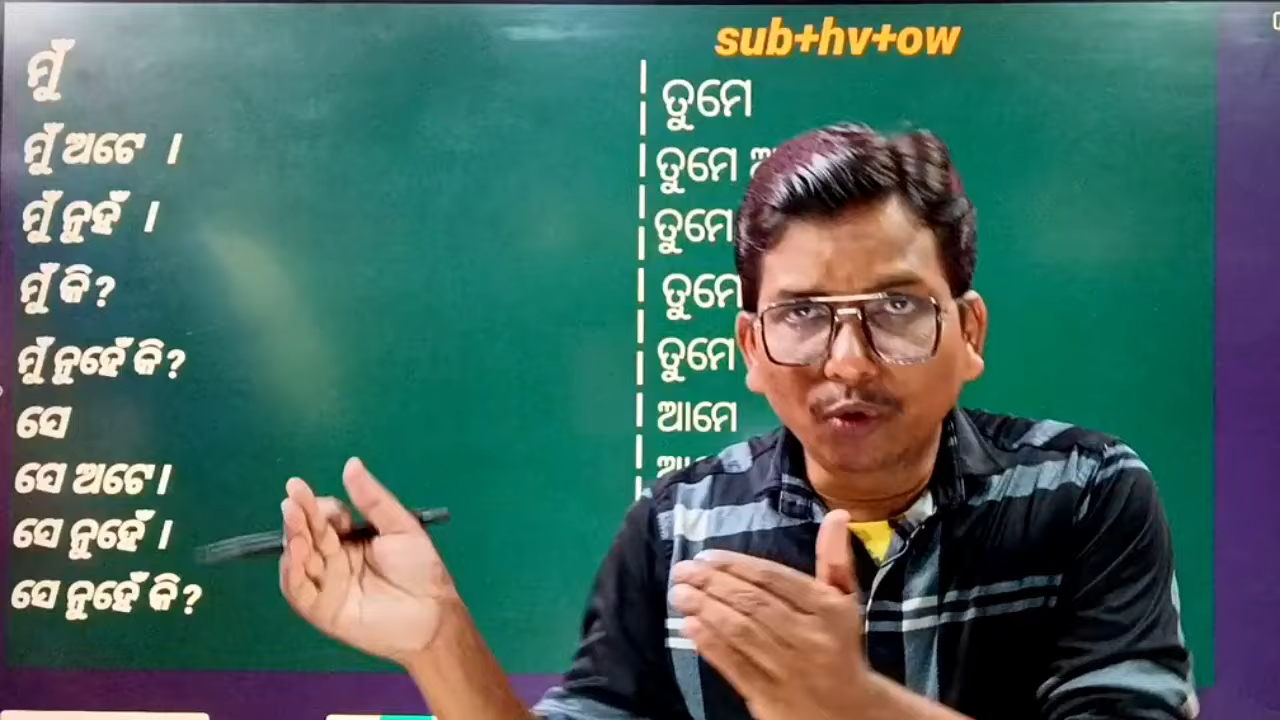 sub+hv+ow
ମୁଁ
ମୁଁ ଅଟେ ।
ମୁଁ ନୁହଁ ।
ମୁଁ କି?
ମୁଁ ନୁହେଁ କି?
ସେ
ସେ ଅଟେ।
ସେ ନୁହେଁ ।
ସେ ନୁହେଁ କି?
ତୁମେ
ତୁମେ
ତୁମେ
ତୁମେ
ତୁମେ
ଆମେ